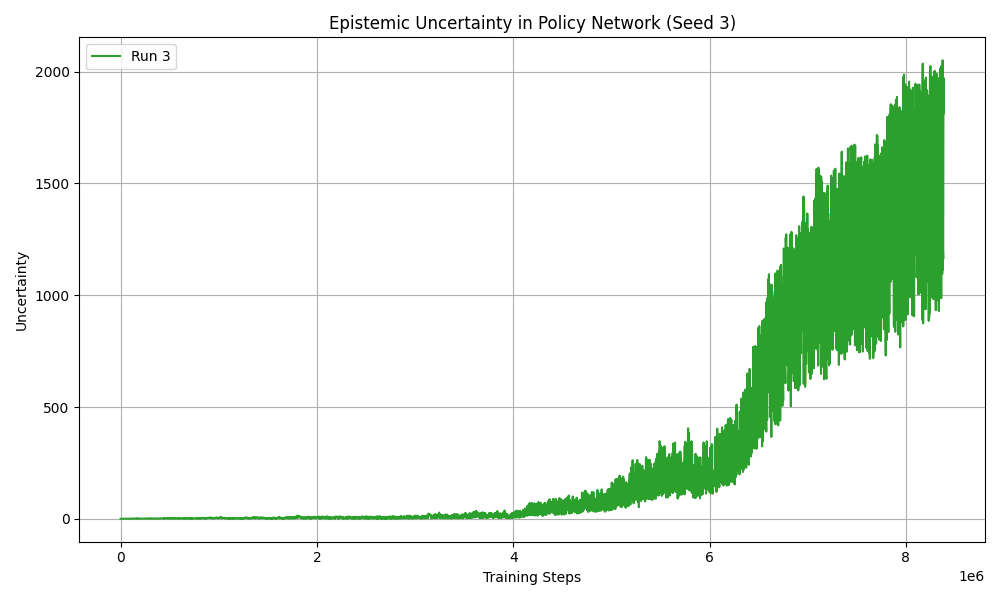 Epistemic Uncertainty in Policy Network (Seed 3)
Run 3
2000
1500
1000
500
0
Uncertainty
0 2 4 6 8
1e6
Training Steps